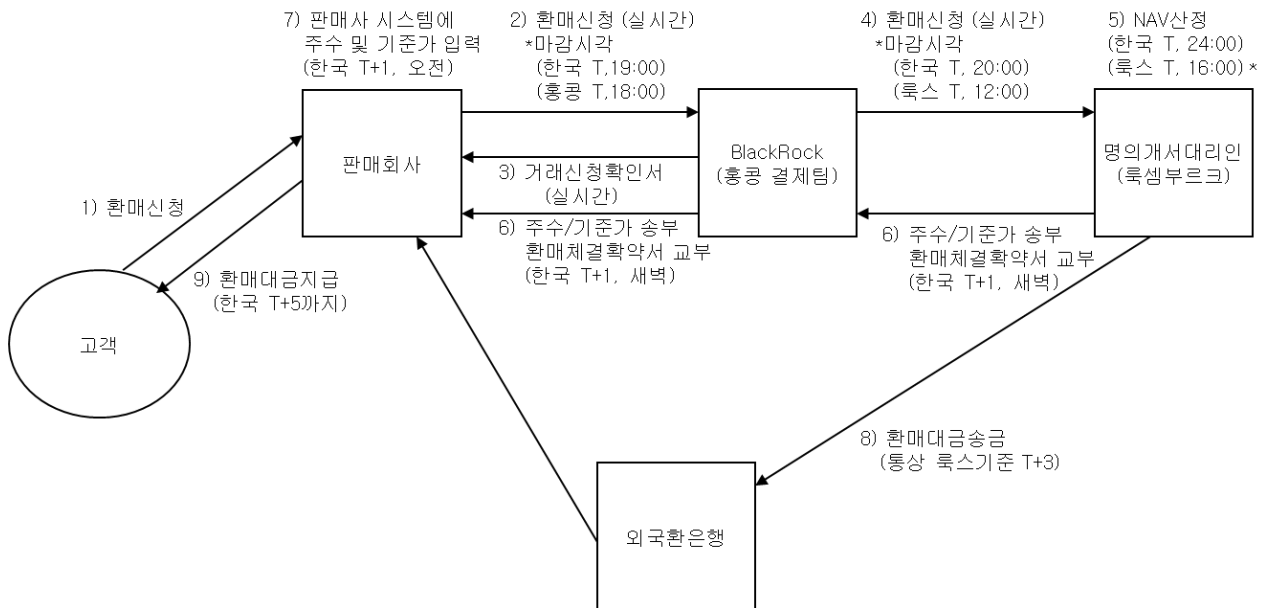 7) 판매사 시스템에
주수 및 기준가 입력
(한국 T+1, 오전)
2) 환매신청 (실시간)
*마감시각
(한국 T,19:00)
(홍콩 T,18:00)
4) 환매신청 (실시간)
*마감시각
(한국 T, 20:00)
(룩스 T, 12:00)
5) NAV산정
(한국 T, 24:00)
(룩스 T, 16:00) *
판매회사
BlackRock
(홍콩 결제팀)
명의개서대리인
(룩셈부르크)
3) 거래신청확인서
(실시간)
1) 환매신청
6) 주수/기준가 송부
환매체결확약서 교부
(한국 T+1, 새벽)
6) 주수/기준가 송부
환매체결확약서 교부
(한국 T+1, 새벽)
9) 환매대금지급
(한국 T+5까지)
고객
8) 환매대금송금
(통상 룩스기준 T+3)
외국환은행